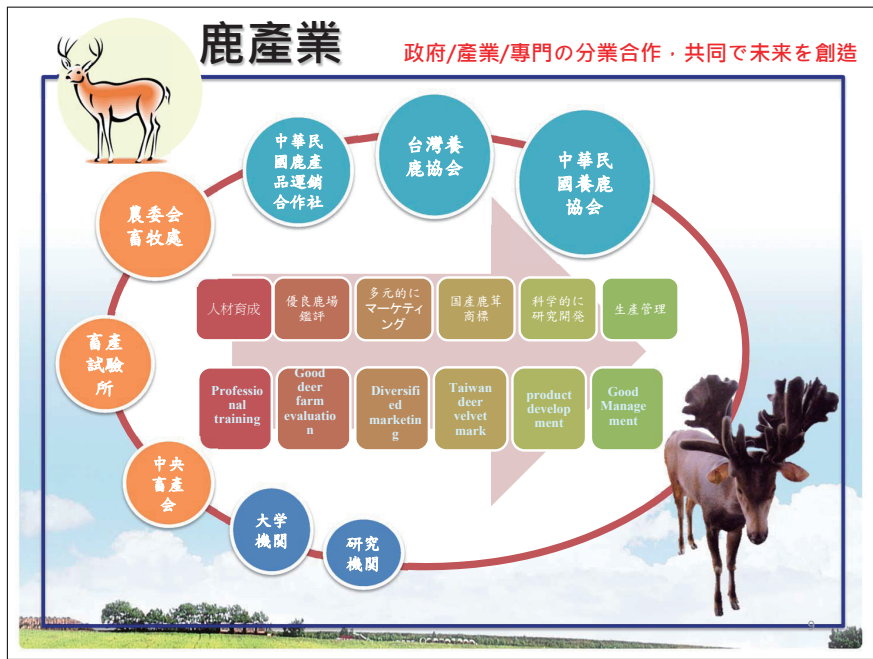 鹿產業
政府/產業/專門の分業合作．共同で未来を創造
中華民
國鹿產
品運銷
合作社
台灣養
鹿協会
中華民
國養鹿
協会
農委会
畜牧處
畜產
試驗
所
中央
畜產
会
大学
機関
研究
機関
人材育成
優良鹿場
鑑評
多元的に
マーケティ
ング
国産鹿茸
商標
科学的に
研究開発
生產管理
Professio
nal
training
Good
deer
farm
evaluatio
n
Diversifi
ed
marketin
g
Taiwan
deer
velvet
mark
product
develop
ment
Good
Manage
ment
9